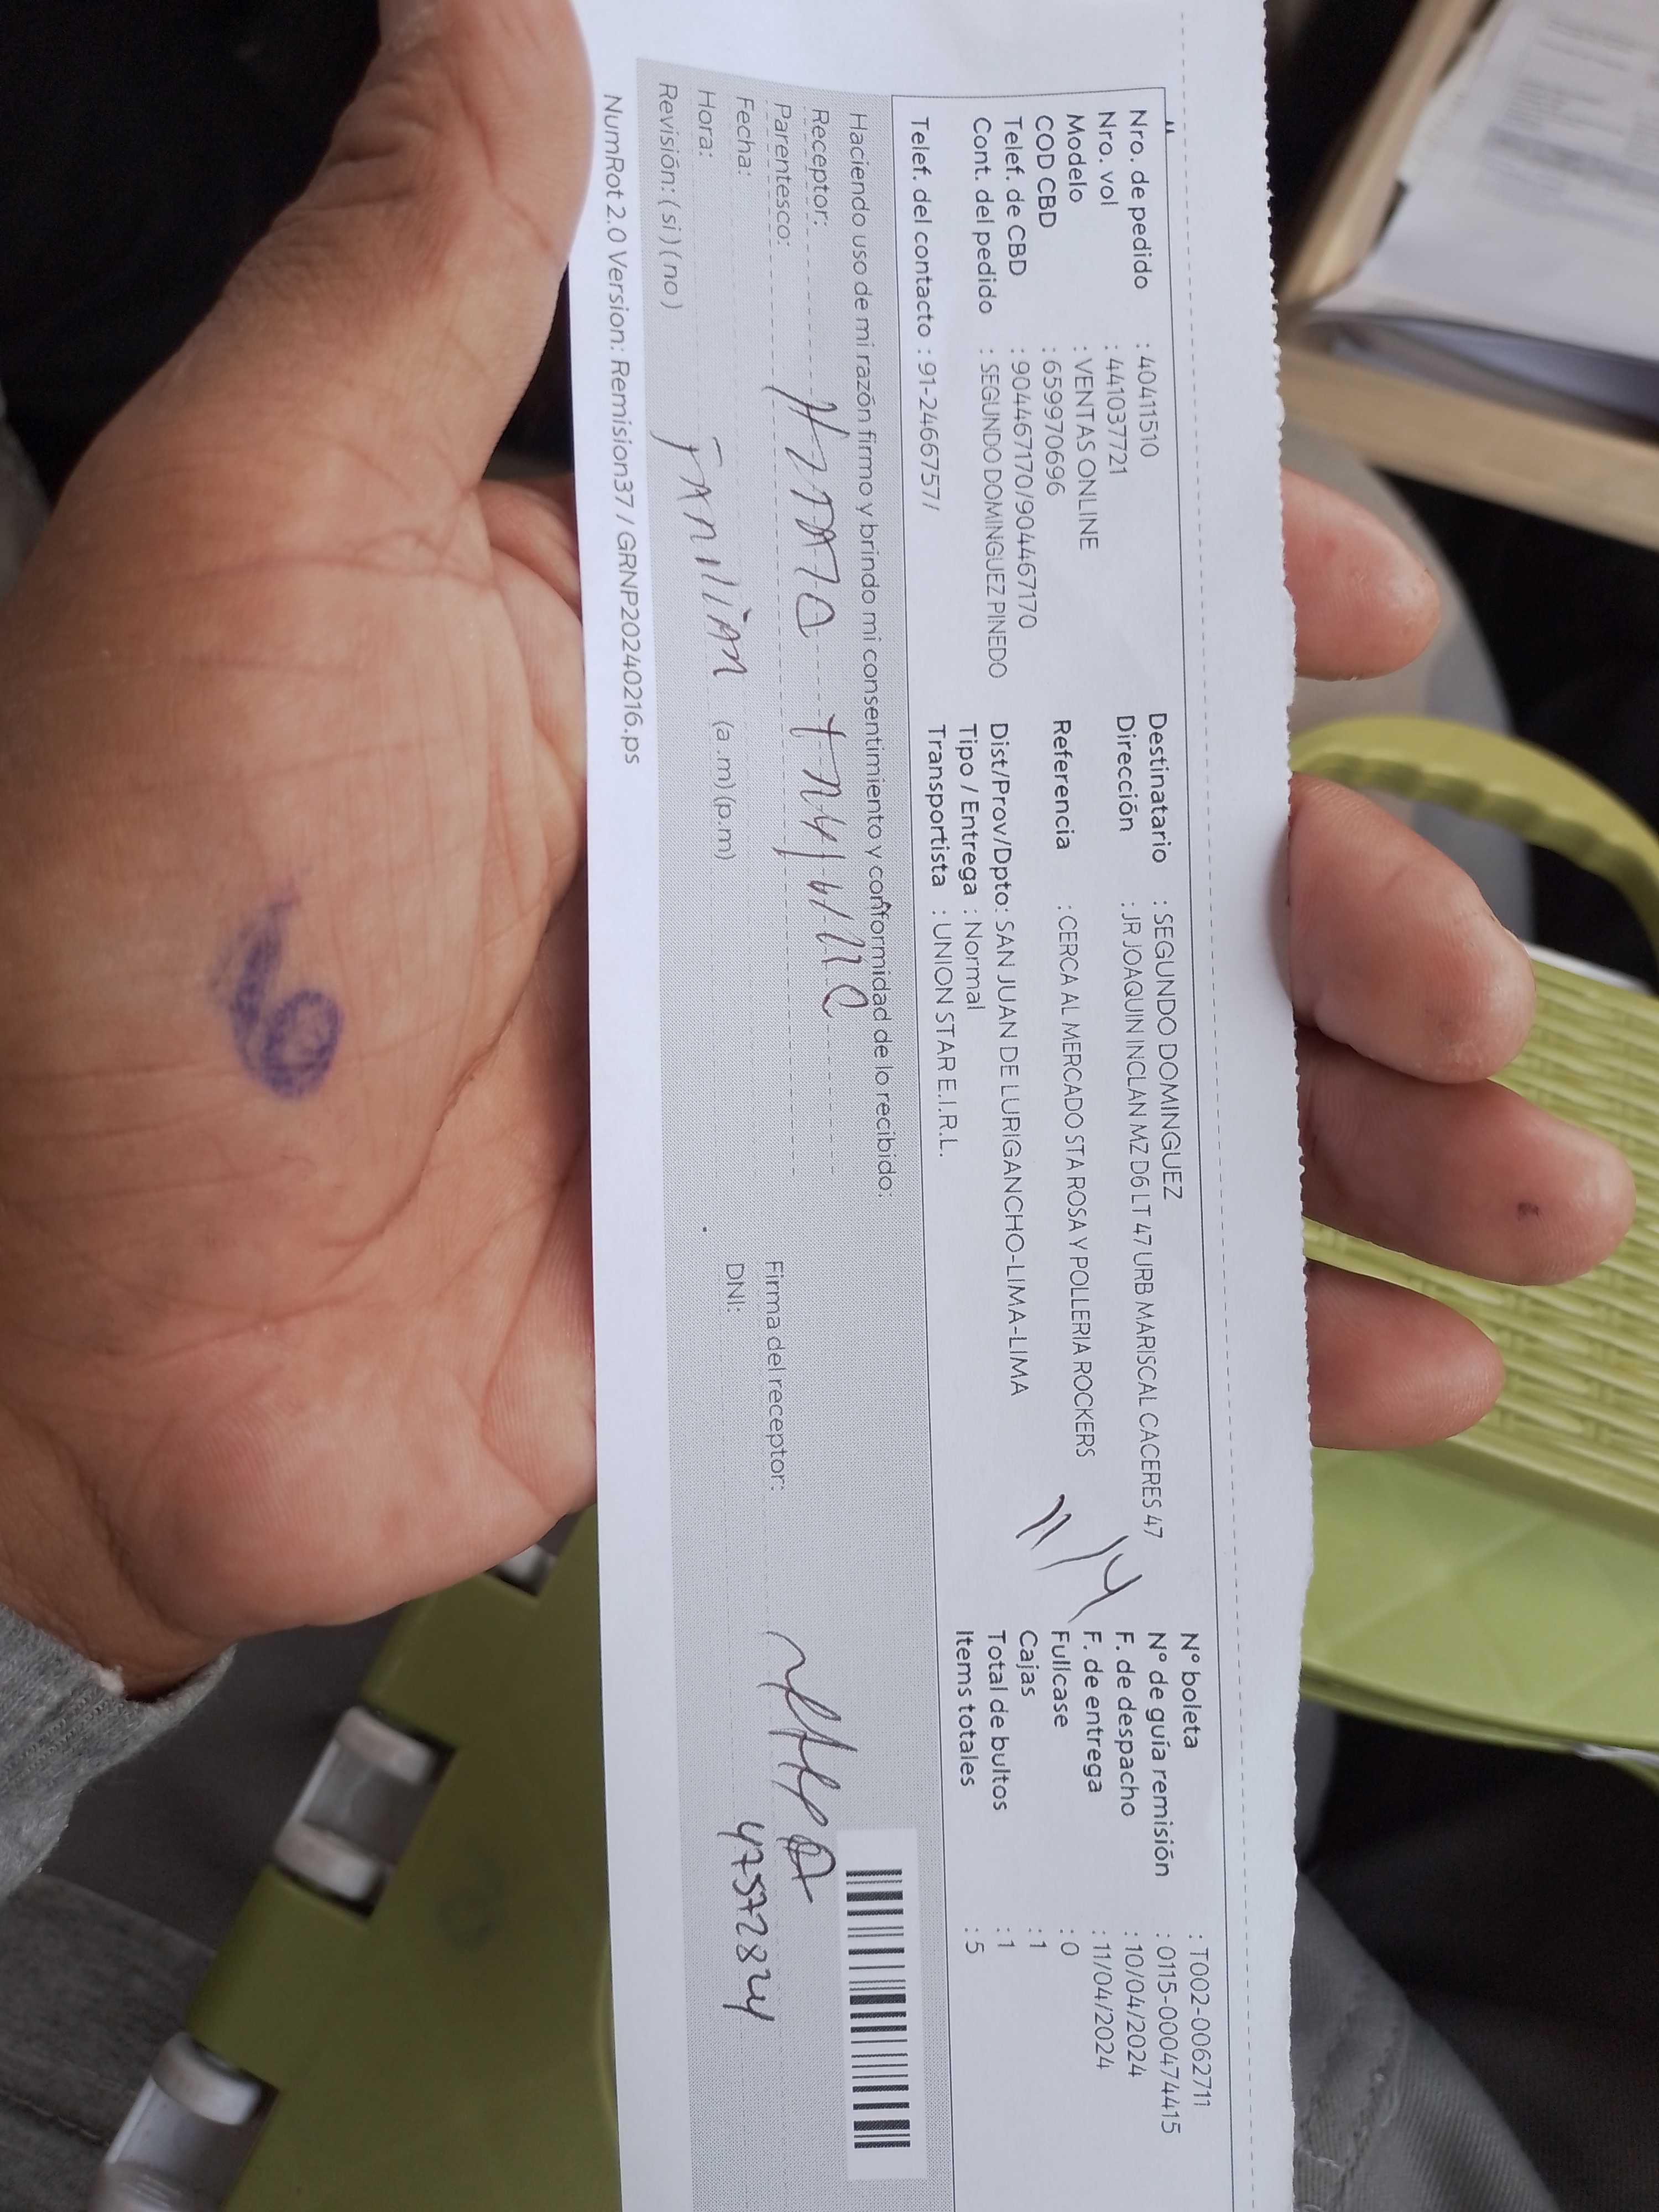 Nro. de pedido : 40411510
Nro. vol : 441037721
Modelo : VENTAS ONLINE
COD CBD : 659970696
Telef. de CBD : 904467170/904467170
Cont. del pedido : SEGUNDO DOMINGUEZ PINEDO
Telef. del contacto : 91-2466757/
Destinatario : SEGUNDO DOMINGUEZ
Dirección : JR JOAQUIN INCLAN MZ D6 LT 47 URB MARISCAL CACERES 47
Referencia : CERCA AL MERCADO STA ROSA Y POLLERIA ROCKERS
Dist/Prov/Dpto: SAN JUAN DE LURIGANCHO-LIMA-LIMA
Tipo / Entrega : Normal
Transportista : UNION STAR E.I.R.L.
11/4
N° boleta : T002-0062711
N° de guía remisión : 0115-000474415
F. de despacho : 10/04/2024
F. de entrega : 11/04/2024
Fullcase : 0
Cajas : 1
Total de bultos : 1
Items totales : 5
Haciendo uso de mi razón firmo y brindo mi consentimiento y conformidad de lo recibido:
Receptor:
Parentesco:
Fecha:
Hora: (a.m) (p.m)
Revisión: ( si ) ( no )
Familiar
Firma del receptor:
DNI: 47572824
NumRot 2.0 Version: Remision37 / GRNP20240216.ps